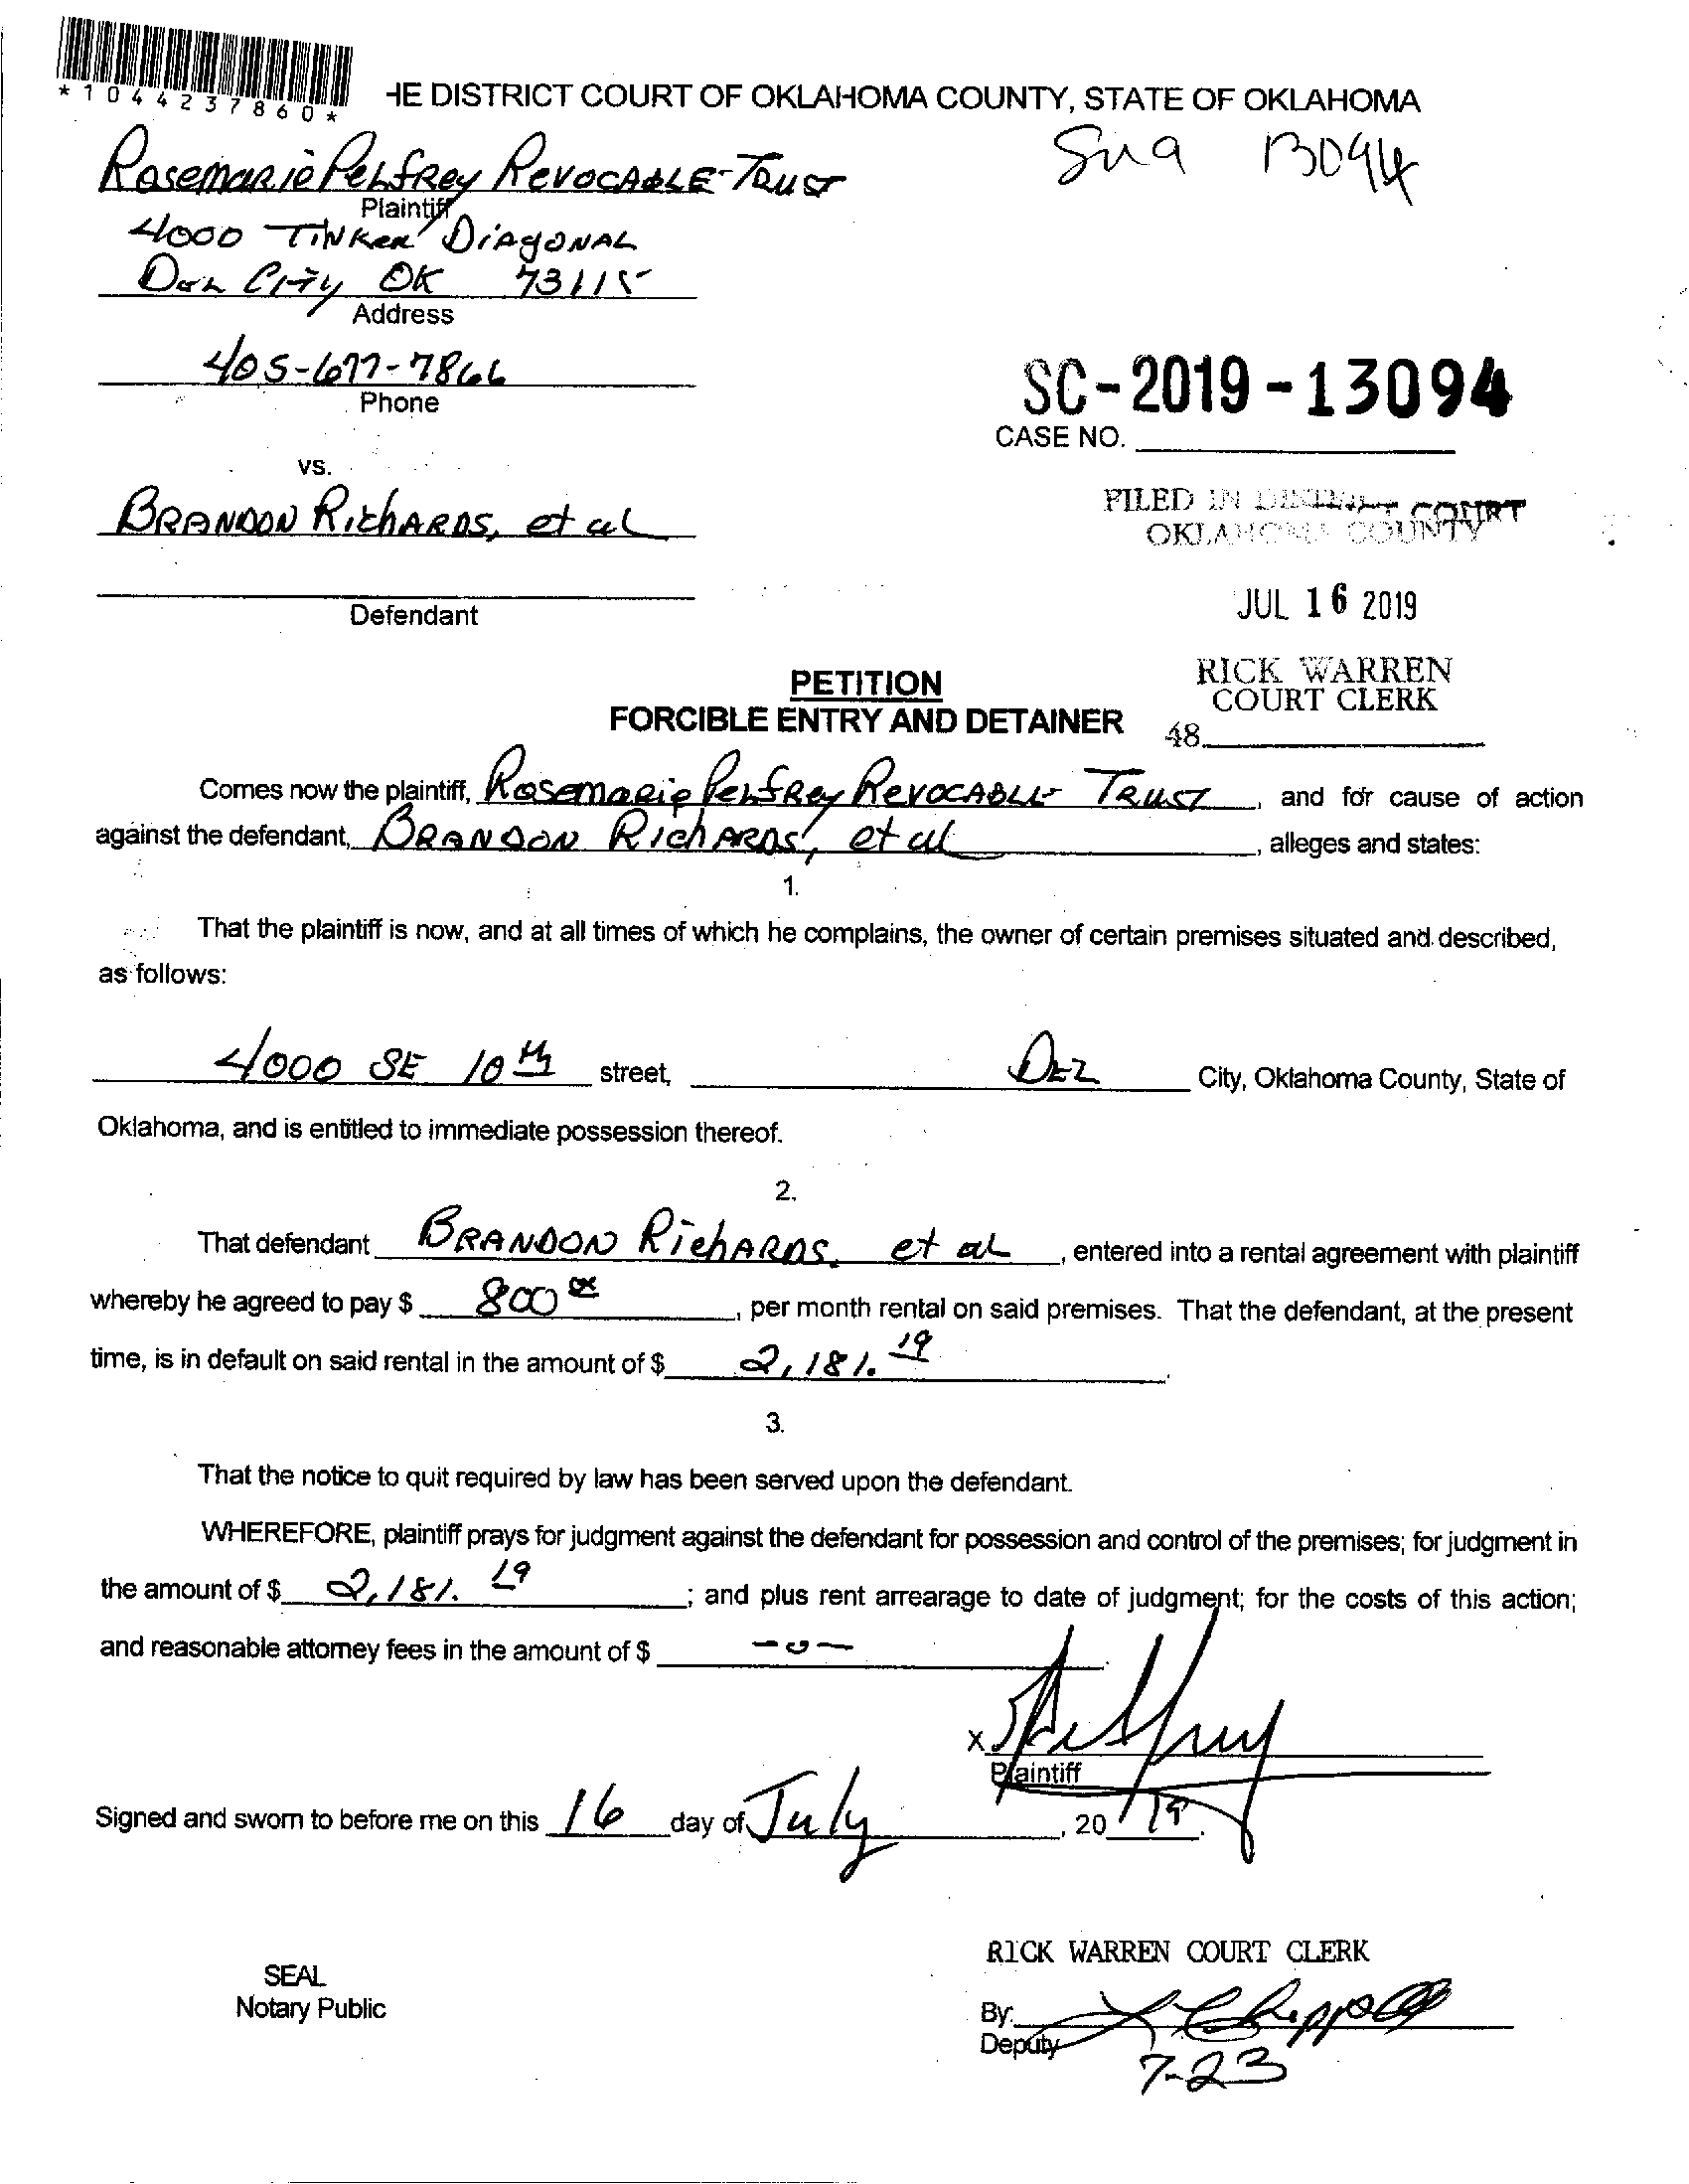 *1044237860*
HE DISTRICT COURT OF OKLAHOMA COUNTY, STATE OF OKLAHOMA
Rosemarie Pelfrey Revocable Trust
Plaintiff
4000 Tinker Diagonal
Del City OK 73115
Address
405-677-7866
Phone
SC-2019-13094
CASE NO.
vs.
Brandon Richards, et al
FILED IN DISTRICT COURT
OKLAHOMA COUNTY
Defendant
JUL 16 2019
RICK WARREN
COURT CLERK
48
PETITION
FORCIBLE ENTRY AND DETAINER
Comes now the plaintiff, Rosemarie Pelfrey Revocable Trust, and for cause of action
against the defendant, Brandon Richards, et al, alleges and states:
1.
That the plaintiff is now, and at all times of which he complains, the owner of certain premises situated and described,
as follows:
4000 SE 10th street, Del City, Oklahoma County, State of
Oklahoma, and is entitled to immediate possession thereof.
2.
That defendant Brandon Richards, et al, entered into a rental agreement with plaintiff
whereby he agreed to pay $ 800 00, per month rental on said premises. That the defendant, at the present
time, is in default on said rental in the amount of $ 2,181.19.
3.
That the notice to quit required by law has been served upon the defendant.
WHEREFORE, plaintiff prays for judgment against the defendant for possession and control of the premises; for judgment in
the amount of $ 2,181.19; and plus rent arrearage to date of judgment; for the costs of this action;
and reasonable attorney fees in the amount of $ -0-.
X
Plaintiff
Signed and sworn to before me on this 16 day of July, 2019.
RICK WARREN COURT CLERK
SEAL
Notary Public
By:
Deputy
7-23